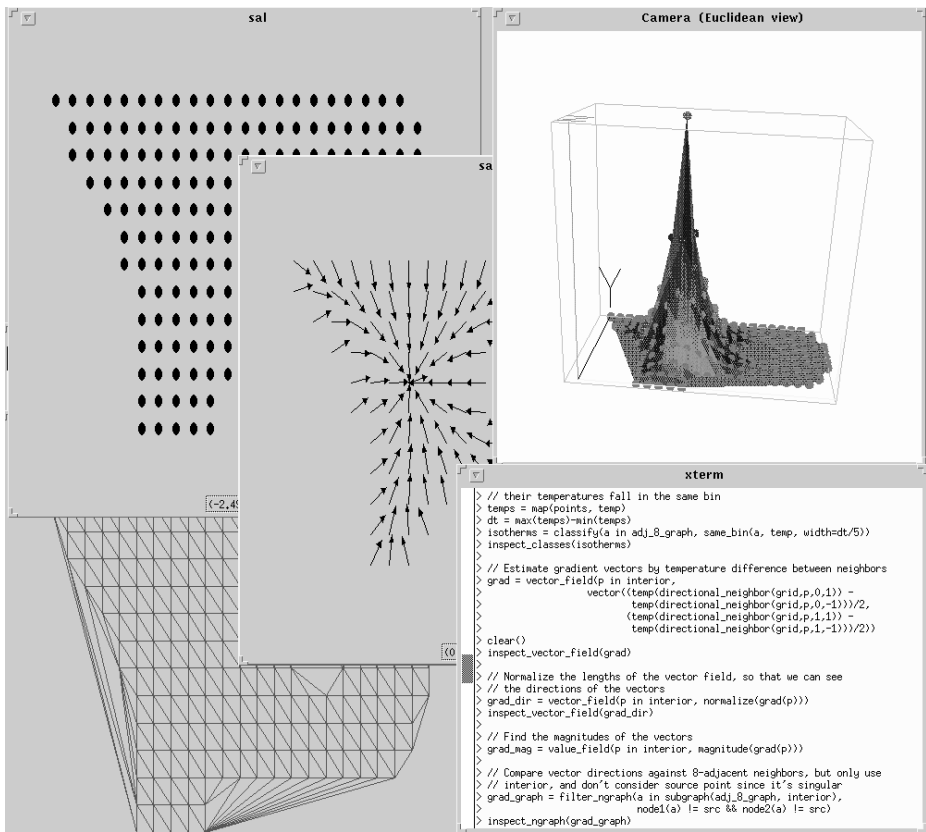 sal
Camera (Euclidean view)
sa
Y
(-2.49
(0
xterm
> // their temperatures fall in the same bin
> temps = map(points, temp)
> dt = max(temps)-min(temps)
> isotherms = classify(a in adj_8_graph, same_bin(a, temp, width=dt/5))
> inspect_classes(isotherms)
>
> // Estimate gradient vectors by temperature difference between neighbors
> grad = vector_field(p in interior,
> vector((temp(directional_neighbor(grid,p,0,1)) -
> temp(directional_neighbor(grid,p,0,-1)))/2,
> (temp(directional_neighbor(grid,p,1,1)) -
> temp(directional_neighbor(grid,p,1,-1)))/2))
> clear()
> inspect_vector_field(grad)
>
> // Normalize the lengths of the vector field, so that we can see
> // the directions of the vectors
> grad_dir = vector_field(p in interior, normalize(grad(p)))
> inspect_vector_field(grad_dir)
>
> // Find the magnitudes of the vectors
> grad_mag = value_field(p in interior, magnitude(grad(p)))
>
> // Compare vector directions against 8-adjacent neighbors, but only use
> // interior, and don't consider source point since it's singular
> grad_graph = filter_ngraph(a in subgraph(adj_8_graph, interior),
> node1(a) != src && node2(a) != src)
> inspect_ngraph(grad_graph)